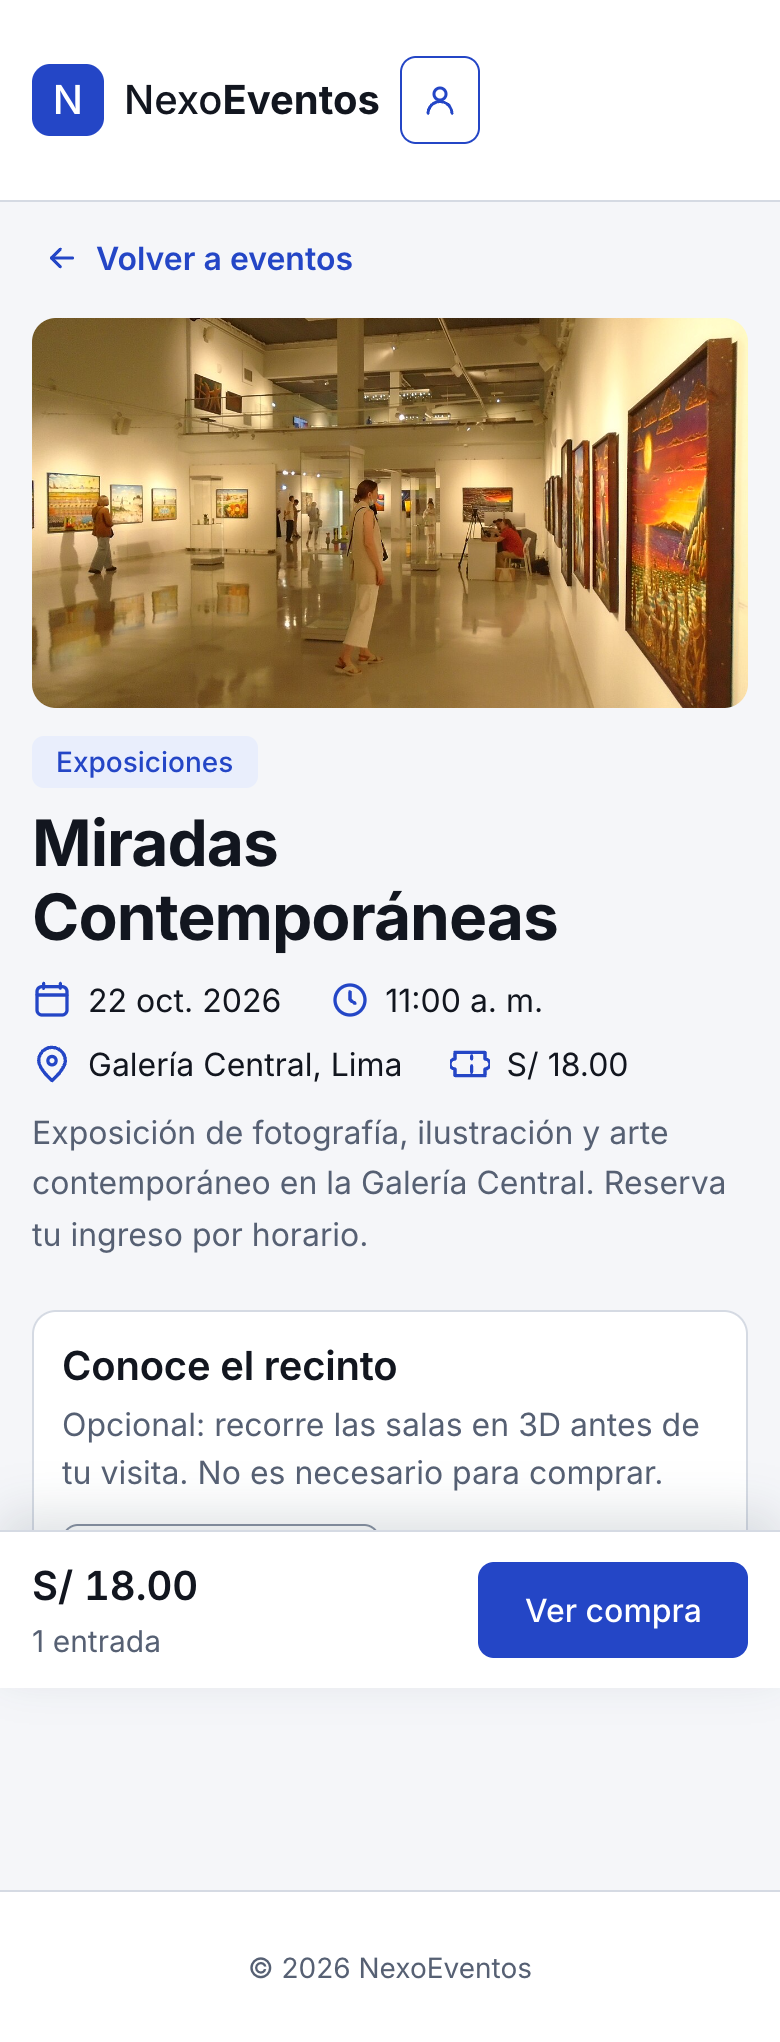 N NexoEventos
Volver a eventos
Exposiciones
Miradas
Contemporáneas
22 oct. 2026 11:00 a. m.
Galería Central, Lima S/ 18.00
Exposición de fotografía, ilustración y arte
contemporáneo en la Galería Central. Reserva
tu ingreso por horario.
Conoce el recinto
Opcional: recorre las salas en 3D antes de
tu visita. No es necesario para comprar.
S/ 18.00
1 entrada
Ver compra
© 2026 NexoEventos